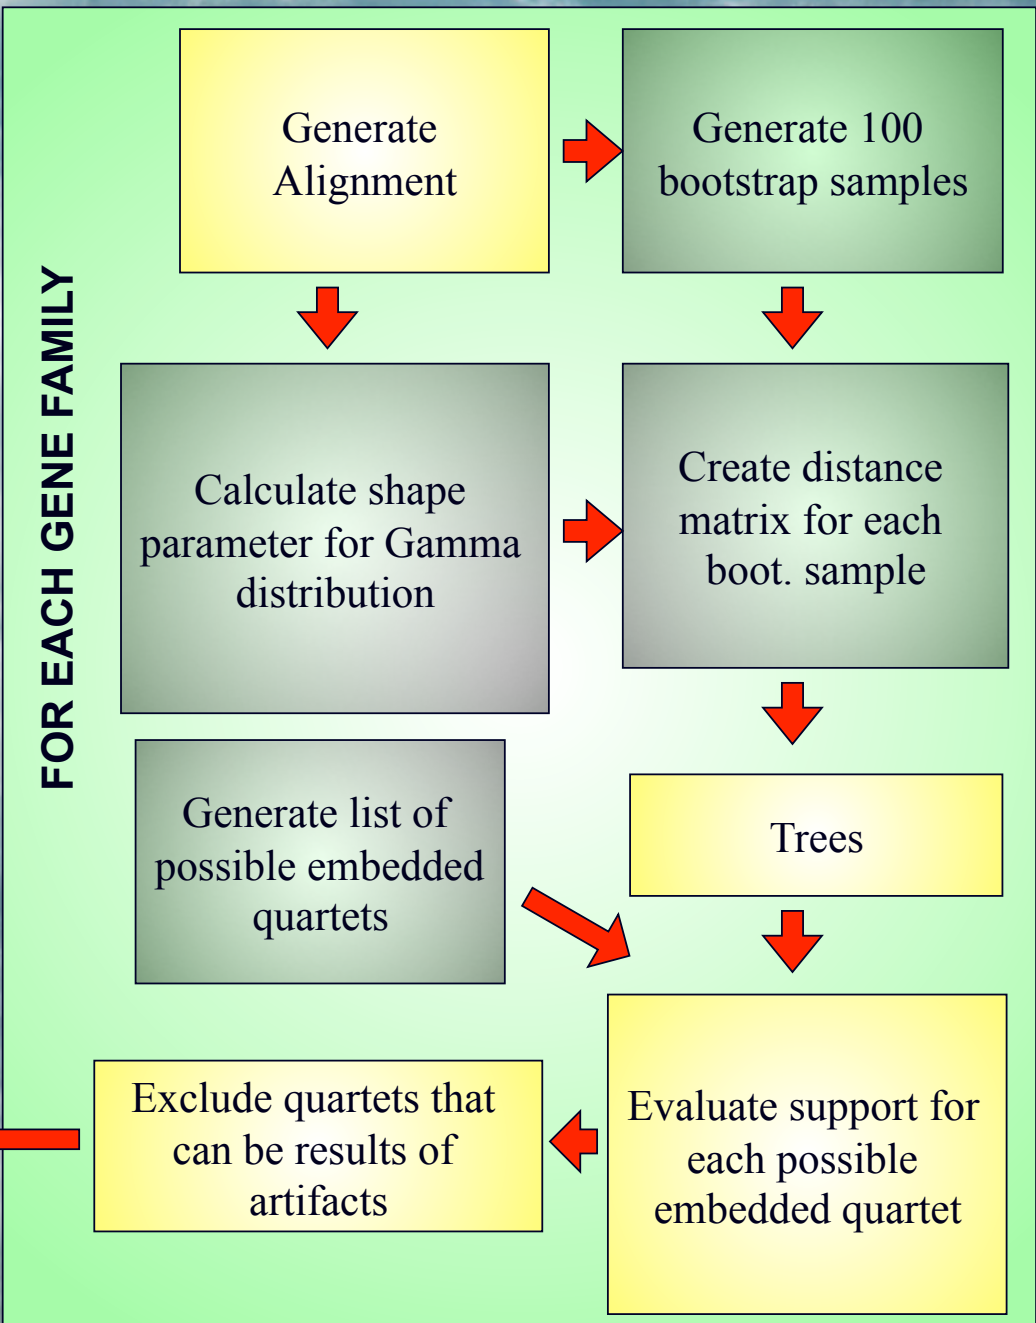 FOR EACH GENE FAMILY
Generate
Alignment
Generate 100
bootstrap samples
Calculate shape
parameter for Gamma
distribution
Create distance
matrix for each
boot. sample
Generate list of
possible embedded
quartets
Trees
Exclude quartets that
can be results of
artifacts
Evaluate support for
each possible
embedded quartet